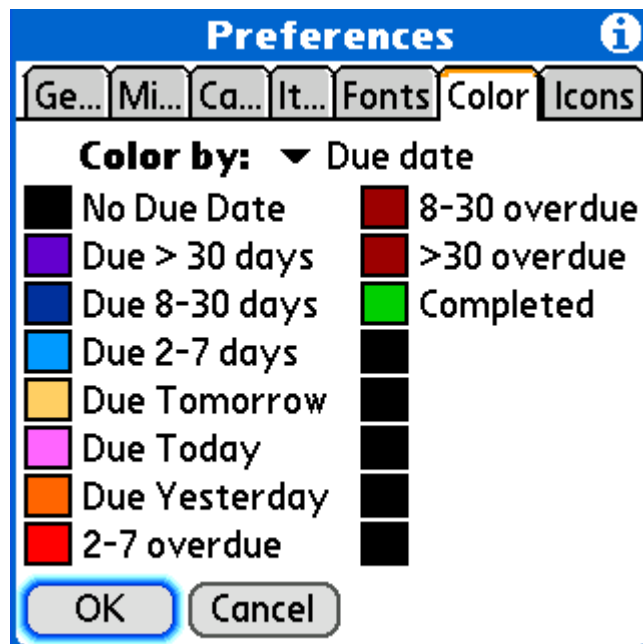 Preferences i
Ge... Mi... Ca... It... Fonts Color Icons
Color by: Due date
No Due Date 8-30 overdue
Due > 30 days >30 overdue
Due 8-30 days Completed
Due 2-7 days
Due Tomorrow
Due Today
Due Yesterday
2-7 overdue
OK Cancel